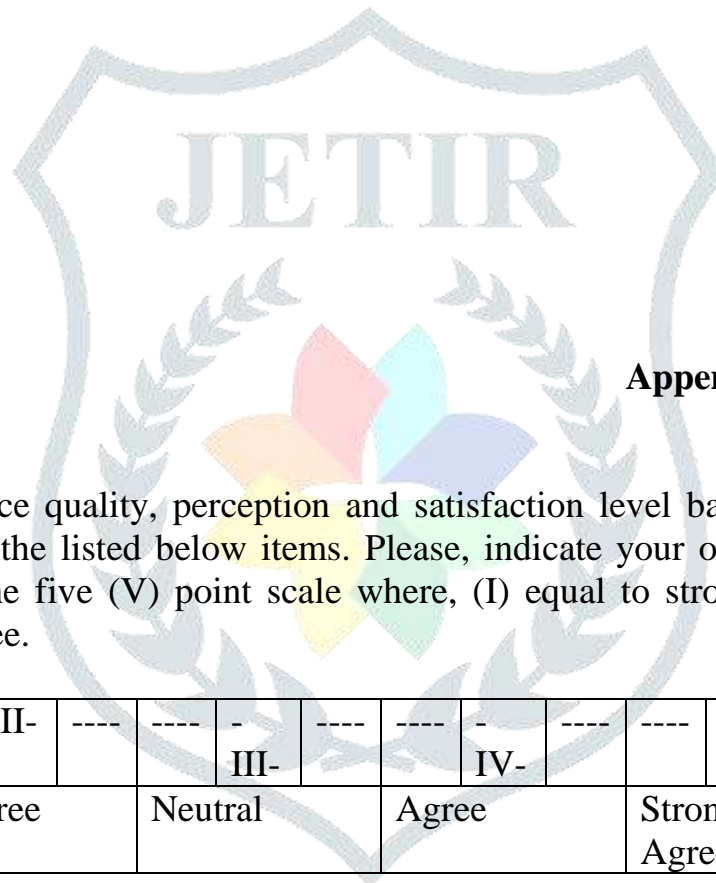 JETIR
Appe
ce quality, perception and satisfaction level ba
the listed below items. Please, indicate your o
ne five (V) point scale where, (I) equal to stro
ee.
II- ---- ---- - ---- ---- - ---- ----
III- IV-
ree Neutral Agree Stron
Agre